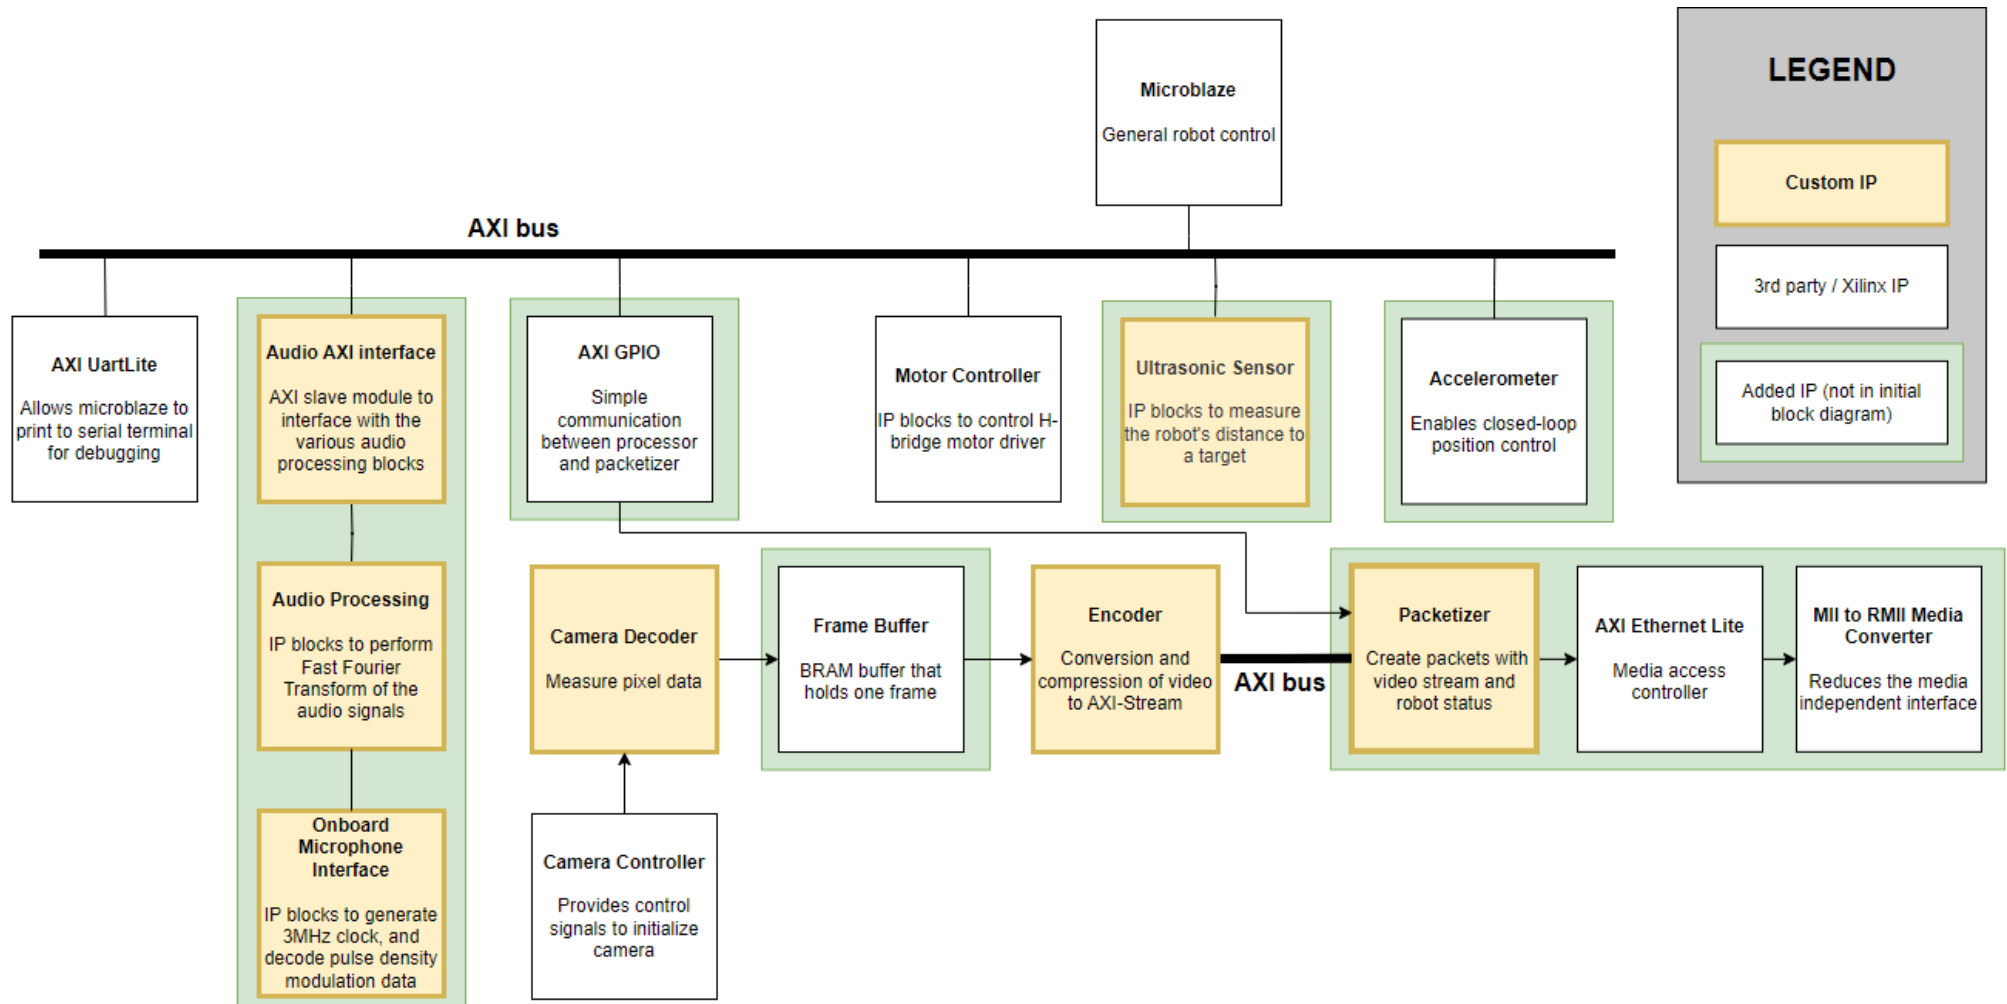 Microblaze
General robot control
LEGEND
Custom IP
3rd party / Xilinx IP
Added IP (not in initial
block diagram)
AXI bus
AXI UartLite
Allows microblaze to
print to serial terminal
for debugging
Audio AXI interface
AXI slave module to
interface with the
various audio
processing blocks
AXI GPIO
Simple
communication
between processor
and packetizer
Motor Controller
IP blocks to control H-
bridge motor driver
Ultrasonic Sensor
IP blocks to measure
the robot's distance to
a target
Accelerometer
Enables closed-loop
position control
Audio Processing
IP blocks to perform
Fast Fourier
Transform of the
audio signals
Camera Decoder
Measure pixel data
Frame Buffer
BRAM buffer that
holds one frame
Encoder
Conversion and
compression of video
to AXI-Stream
AXI bus
Packetizer
Create packets with
video stream and
robot status
AXI Ethernet Lite
Media access
controller
MII to RMII Media
Converter
Reduces the media
independent interface
Onboard
Microphone
Interface
IP blocks to generate
3MHz clock, and
decode pulse density
modulation data
Camera Controller
Provides control
signals to initialize
camera